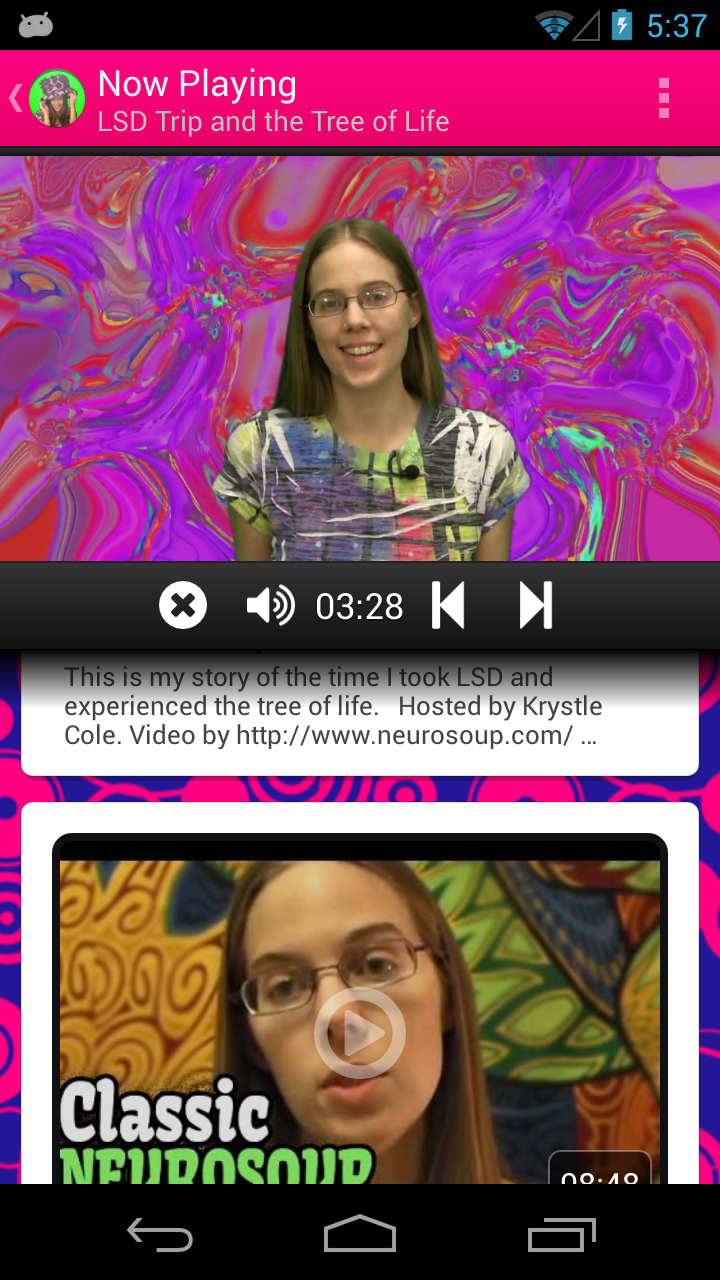 5:37
Now Playing
LSD Trip and the Tree of Life
03:28
This is my story of the time I took LSD and
experienced the tree of life. Hosted by Krystle
Cole. Video by http://www.neurosoup.com/ ...
Classic
NEUROSOUP
08:48